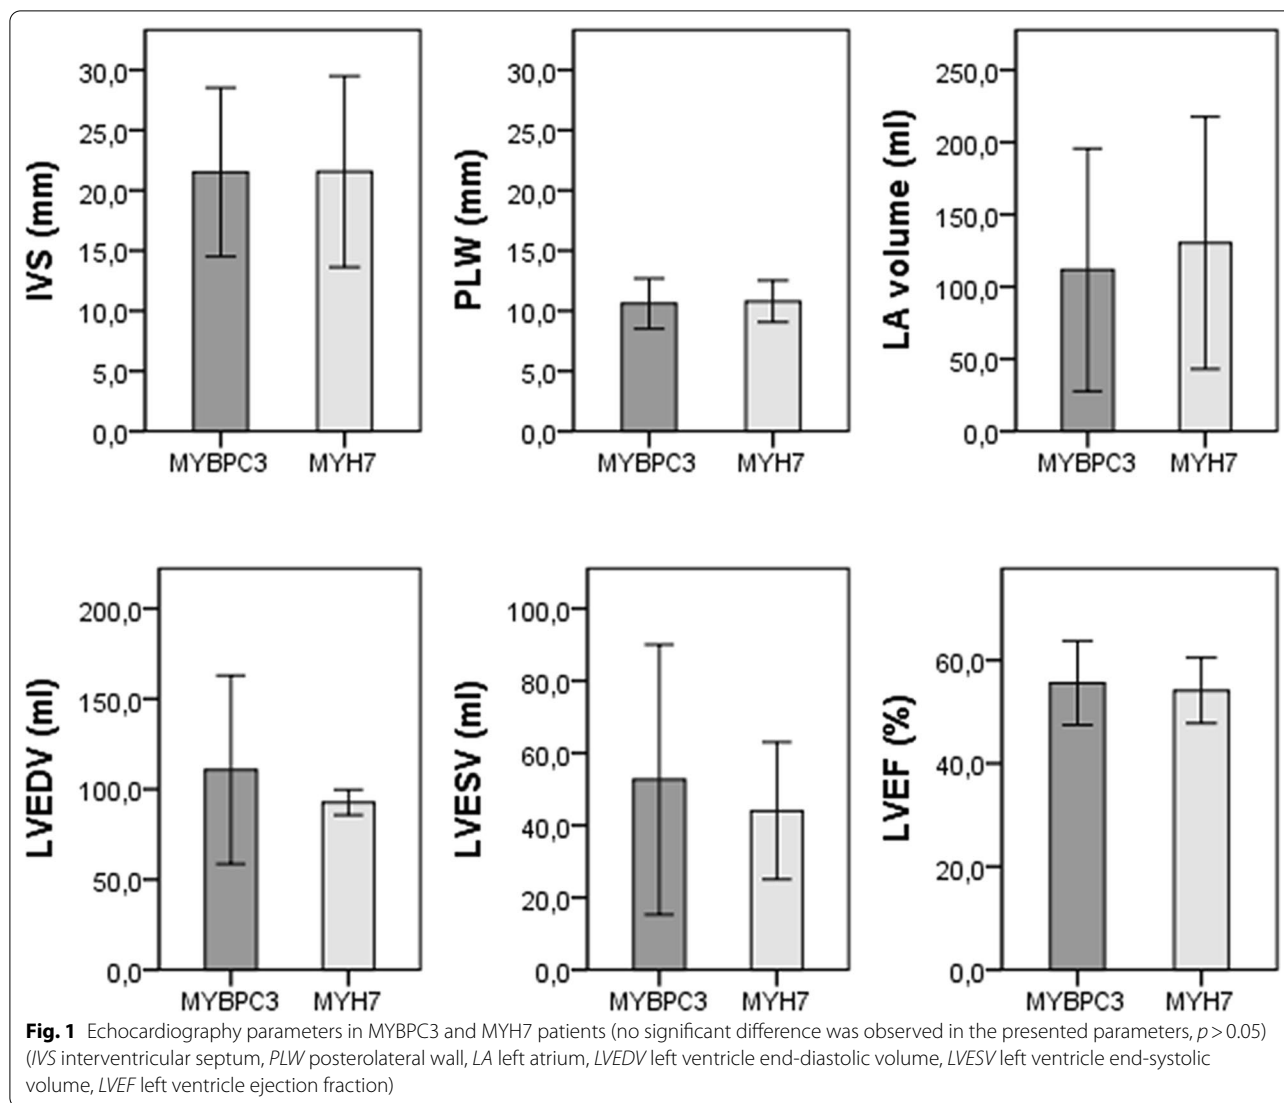 IVS (mm)
30,0
25,0
20,0
15,0
10,0
5,0
0,0
MYBPC3 MYH7
PLW (mm)
30,0
25,0
20,0
15,0
10,0
5,0
0,0
MYBPC3 MYH7
LA volume (ml)
250,0
200,0
150,0
100,0
50,0
0,0
MYBPC3 MYH7
LVEDV (ml)
200,0
150,0
100,0
50,0
0,0
MYBPC3 MYH7
LVESV (ml)
100,0
80,0
60,0
40,0
20,0
0,0
MYBPC3 MYH7
LVEF (%)
60,0
40,0
20,0
0,0
MYBPC3 MYH7
Fig. 1 Echocardiography parameters in MYBPC3 and MYH7 patients (no significant difference was observed in the presented parameters, p > 0.05)
(IVS interventricular septum, PLW posterolateral wall, LA left atrium, LVEDV left ventricle end-diastolic volume, LVESV left ventricle end-systolic
volume, LVEF left ventricle ejection fraction)